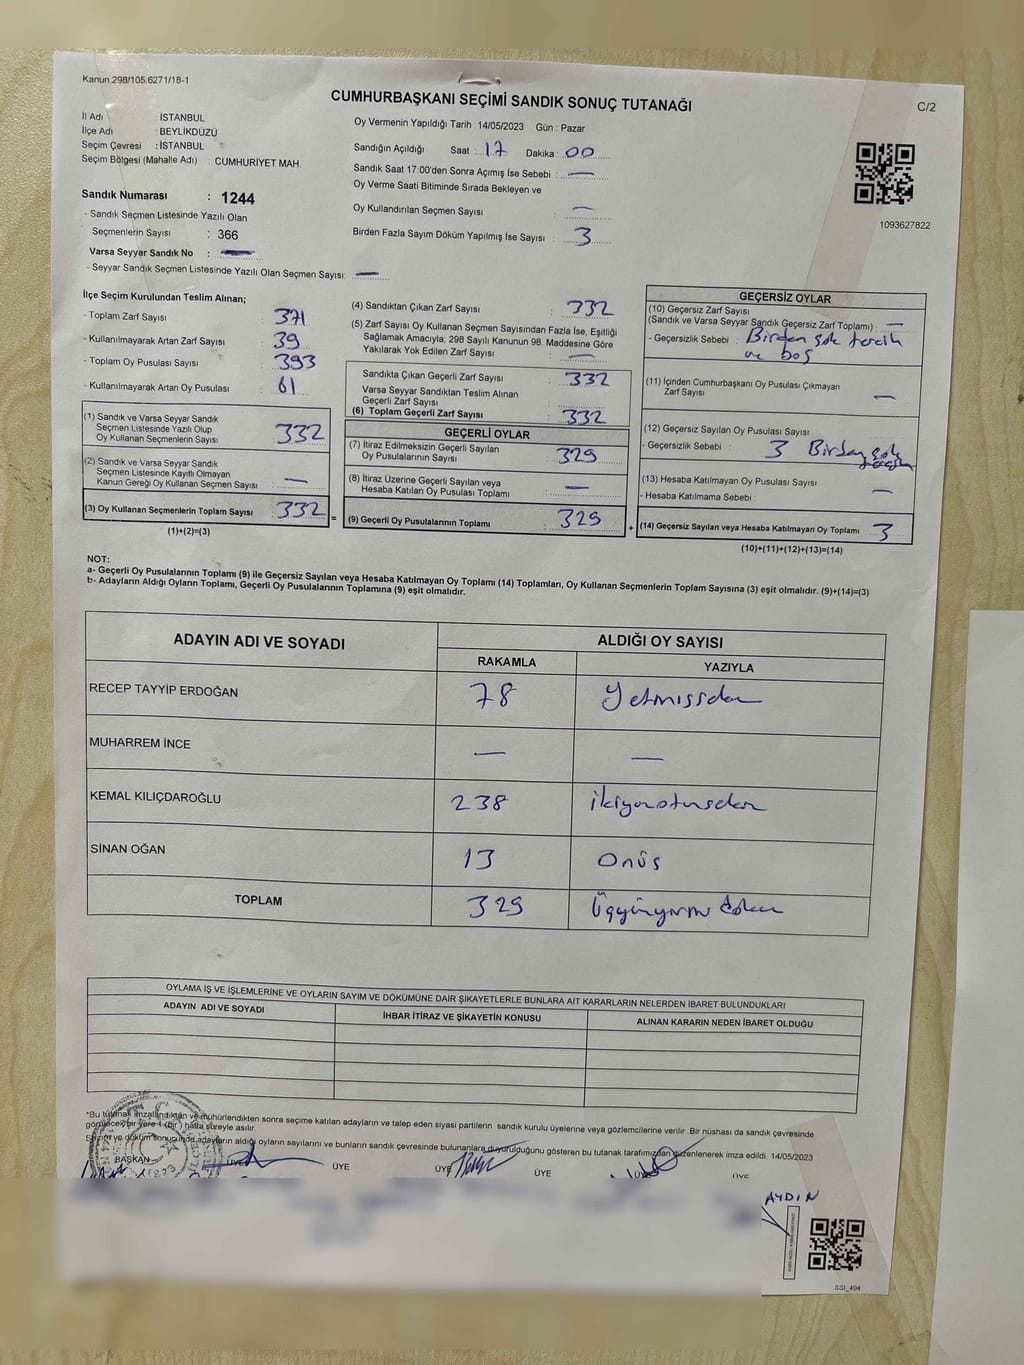 Kanun.298/105.6271/18-1
CUMHURBAŞKANI SEÇİMİ SANDIK SONUÇ TUTANAĞI
C/2
İl Adı : İSTANBUL
İlçe Adı : BEYLİKDÜZÜ
Seçim Çevresi : İSTANBUL
Seçim Bölgesi (Mahalle Adı) : CUMHURİYET MAH.
Sandık Numarası : 1244
- Sandık Seçmen Listesinde Yazılı Olan
Seçmenlerin Sayısı : 366
Varsa Seyyar Sandık No : —
- Seyyar Sandık Seçmen Listesinde Yazılı Olan Seçmen Sayısı: —
Oy Vermenin Yapıldığı Tarih : 14/05/2023 Gün : Pazar
Sandığın Açıldığı Saat : 17 Dakika : 00
Sandık Saat 17:00'den Sonra Açımış İse Sebebi : —
Oy Verme Saati Bitiminde Sırada Bekleyen ve
Oy Kullandırılan Seçmen Sayısı : —
Birden Fazla Sayım Döküm Yapılmış İse Sayısı : 3
1093627822
İlçe Seçim Kurulundan Teslim Alınan;
- Toplam Zarf Sayısı : 371
- Kullanılmayarak Artan Zarf Sayısı : 39
- Toplam Oy Pusulası Sayısı : 393
- Kullanılmayarak Artan Oy Pusulası : 61
(1) Sandık ve Varsa Seyyar Sandık
Seçmen Listesinde Yazılı Olup
Oy Kullanan Seçmenlerin Sayısı : 332
(2) Sandık ve Varsa Seyyar Sandık
Seçmen Listesinde Kayıtlı Olmayan
Kanun Gereği Oy Kullanan Seçmen Sayısı : —
(3) Oy Kullanan Seçmenlerin Toplam Sayısı : 332
(1)+(2)=(3)
=
(4) Sandıktan Çıkan Zarf Sayısı : 332
(5) Zarf Sayısı Oy Kullanan Seçmen Sayısından Fazla İse, Eşitliği
Sağlamak Amacıyla; 298 Sayılı Kanunun 98. Maddesine Göre
Yakılarak Yok Edilen Zarf Sayısı : —
Sandıkta Çıkan Geçerli Zarf Sayısı : 332
Varsa Seyyar Sandıktan Teslim Alınan
Geçerli Zarf Sayısı :
(6) Toplam Geçerli Zarf Sayısı : 332
GEÇERLİ OYLAR
(7) İtiraz Edilmeksizin Geçerli Sayılan
Oy Pusulalarının Sayısı : 329
(8) İtiraz Üzerine Geçerli Sayılan veya
Hesaba Katılan Oy Pusulası Toplamı : —
(9) Geçerli Oy Pusulalarının Toplamı : 329
+
GEÇERSİZ OYLAR
(10) Geçersiz Zarf Sayısı
(Sandık ve Varsa Seyyar Sandık Geçersiz Zarf Toplamı) : —
- Geçersizlik Sebebi : Birden çok tercih
ve boş
(11) İçinden Cumhurbaşkanı Oy Pusulası Çıkmayan
Zarf Sayısı : —
(12) Geçersiz Sayılan Oy Pusulası Sayısı :
- Geçersizlik Sebebi : 3 Birden çok
tercih
(13) Hesaba Katılmayan Oy Pusulası Sayısı : —
- Hesaba Katılmama Sebebi :
(14) Geçersiz Sayılan veya Hesaba Katılmayan Oy Toplamı : 3
(10)+(11)+(12)+(13)=(14)
NOT:
a- Geçerli Oy Pusulalarının Toplamı (9) ile Geçersiz Sayılan veya Hesaba Katılmayan Oy Toplamı (14) Toplamları, Oy Kullanan Seçmenlerin Toplam Sayısına (3) eşit olmalıdır. (9)+(14)=(3)
b- Adayların Aldığı Oyların Toplamı, Geçerli Oy Pusulalarının Toplamına (9) eşit olmalıdır.
ADAYIN ADI VE SOYADI
ALDIĞI OY SAYISI
RAKAMLA YAZIYLA
RECEP TAYYİP ERDOĞAN 78 Yetmişsekiz
MUHARREM İNCE — —
KEMAL KILIÇDAROĞLU 238 ikiyüzotuzsekiz
SİNAN OĞAN 13 Onüç
TOPLAM 329 Üçyüzyirmi dokuz
OYLAMA İŞ VE İŞLEMLERİNE VE OYLARIN SAYIM VE DÖKÜMÜNE DAİR ŞİKAYETLERLE BUNLARA AİT KARARLARIN NELERDEN İBARET BULUNDUKLARI
ADAYIN ADI VE SOYADI İHBAR İTİRAZ VE ŞİKAYETİN KONUSU ALINAN KARARIN NEDEN İBARET OLDUĞU
*Bu tutanak imzalandıktan ve mühürlendikten sonra seçime katılan adayların ve talep eden siyasi partilerin sandık kurulu üyelerine veya gözlemcilerine verilir. Bir nüshası da sandık çevresinde
görülecek bir yere 1 (bir) hafta süreyle asılır.
Sayım ve döküm sonucunda adayların aldığı oyların sayılarını ve bunların sandık çevresinde bulunanlara duyurulduğunu gösteren bu tutanak tarafımızdan düzenlenerek imza edildi. 14/05/2023
BAŞKAN ÜYE ÜYE ÜYE ÜYE ÜYE ÜYE
AYDIN
SSI_494